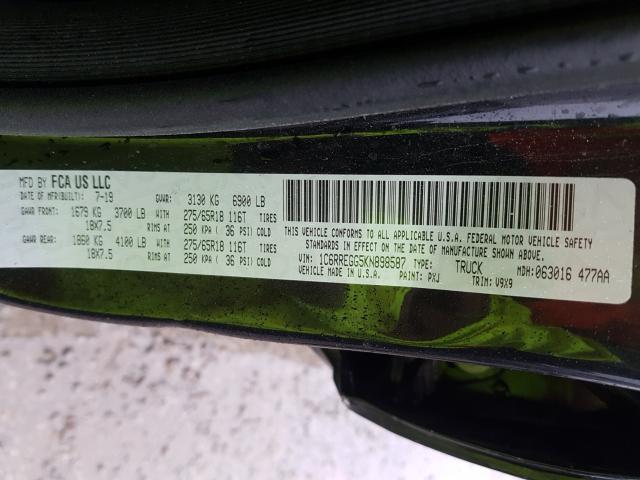 MFD BY FCA US LLC
DATE OF MFR(BUILT): 7-19 GVWR: 3130 KG 6900 LB
GAWR FRONT: 1679 KG 3700 LB WITH 275/65R18 116T TIRES
18X7.5 RIMS AT 250 KPA( 36 PSI) COLD
GAWR REAR: 1860 KG 4100 LB WITH 275/65R18 116T TIRES
18X7.5 RIMS AT 250 KPA( 36 PSI) COLD
THIS VEHICLE CONFORMS TO ALL APPLICABLE U.S.A. FEDERAL MOTOR VEHICLE SAFETY
STANDARDS IN EFFECT ON THE DATE OF MANUFACTURE SHOWN ABOVE.
VIN: 1C6RREGG5KN898587 TYPE: TRUCK MDH: 063016 477AA
VEHICLE MADE IN U.S.A. PAINT: PXJ TRIM: V9X9